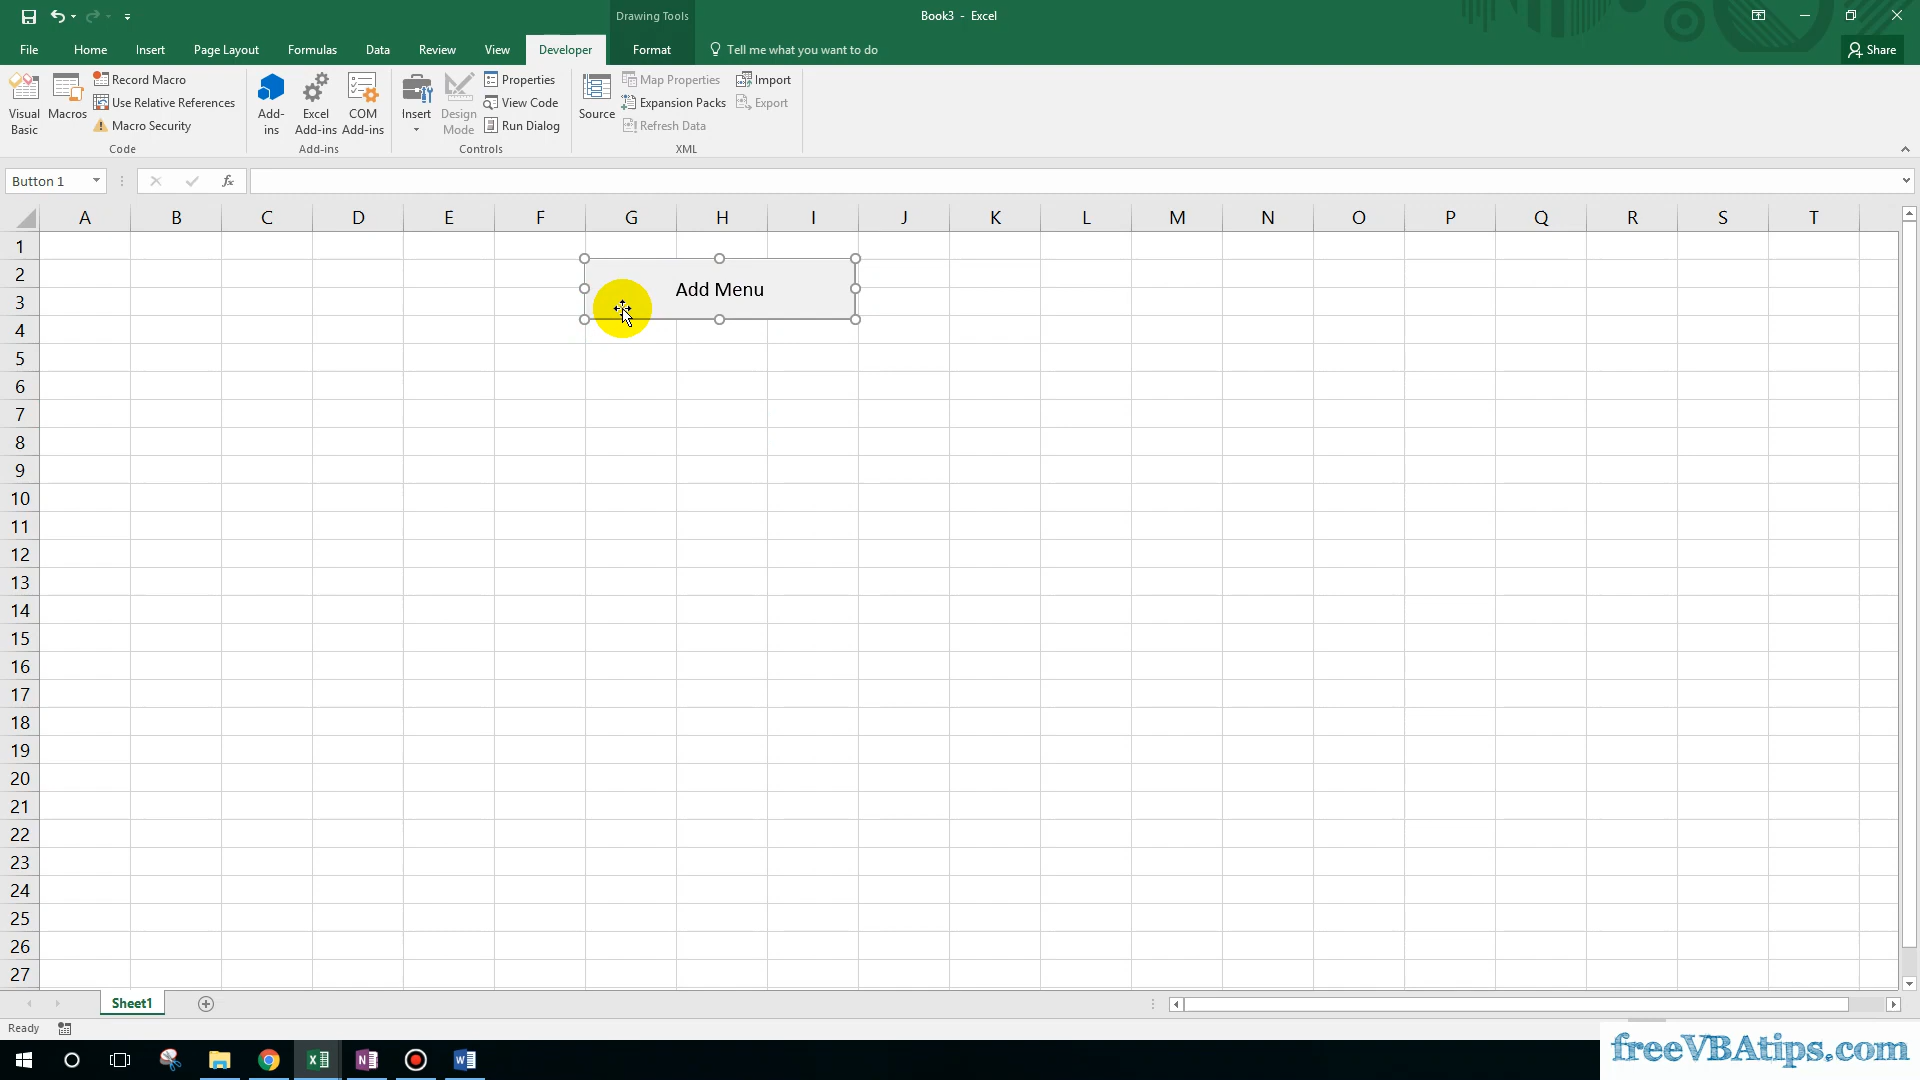 Drawing Tools
Book3 - Excel
File Home Insert Page Layout Formulas Data Review View Developer Format Tell me what you want to do Share
Visual Basic
Macros
Record Macro
Use Relative References
Macro Security
Code
Add-ins
Excel Add-ins
COM Add-ins
Add-ins
Insert
Design Mode
Properties
View Code
Run Dialog
Controls
Source
Map Properties
Expansion Packs
Refresh Data
Import
Export
XML
Button 1
fx
A B C D E F G H I J K L M N O P Q R S T
1
2
3
Add Menu
4
5
6
7
8
9
10
11
12
13
14
15
16
17
18
19
20
21
22
23
24
25
26
27
Sheet1
Ready
freeVBAtips.com